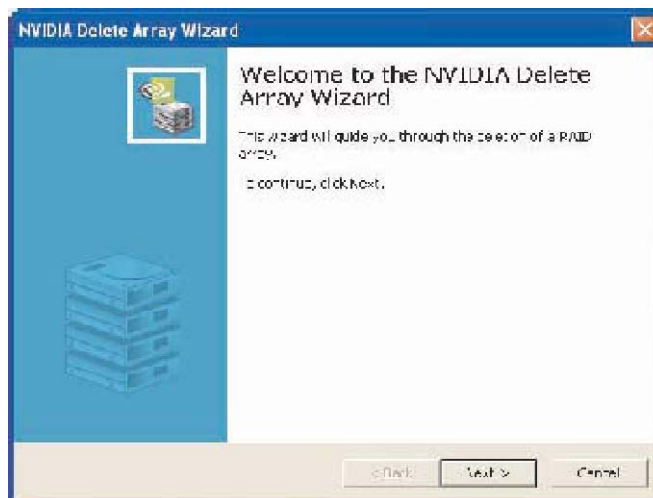 NVIDIA Delete Array Wizard
Welcome to the NVIDIA Delete
Array Wizard
This wizard will guide you through the deletion of a RAID
array.
To continue, click Next.
< Back
Next >
Cancel